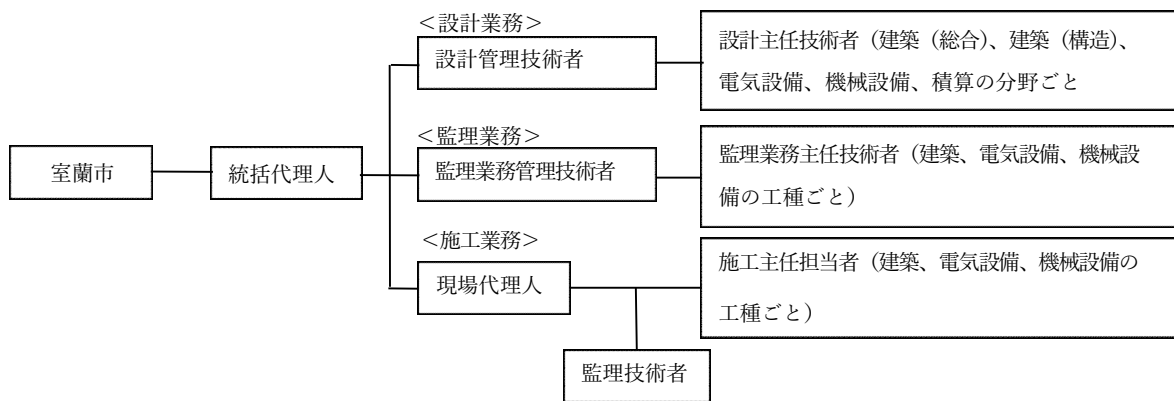 ＜設計業務＞
設計管理技術者
設計主任技術者（建築（総合）、建築（構造）、
電気設備、機械設備、積算の分野ごと
室蘭市
統括代理人
＜監理業務＞
監理業務管理技術者
監理業務主任技術者（建築、電気設備、機械設
備の工種ごと）
＜施工業務＞
現場代理人
施工主任担当者（建築、電気設備、機械設備の
工種ごと）
監理技術者